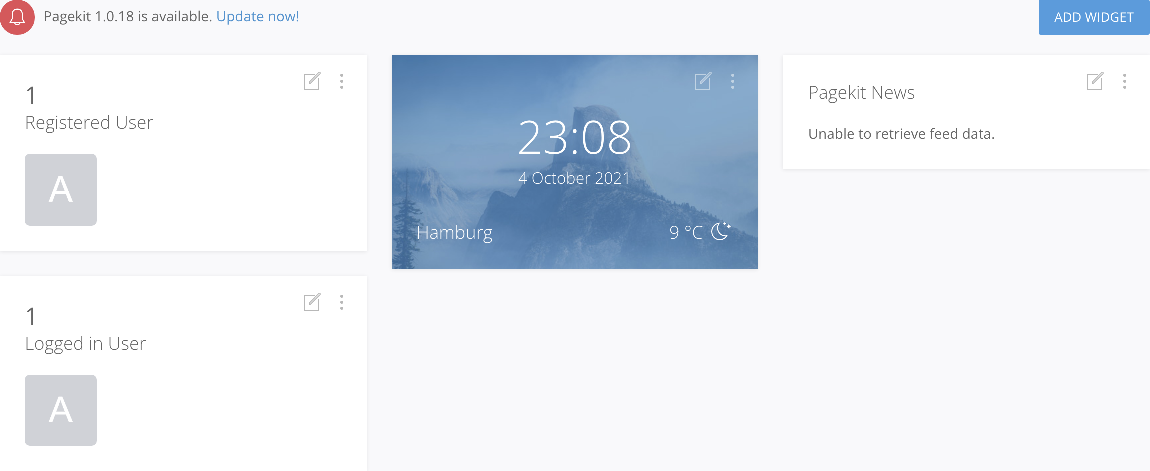 Pagekit 1.0.18 is available. Update now!
ADD WIDGET
1
Registered User
A
23:08
4 October 2021
Hamburg
9 °C
Pagekit News
Unable to retrieve feed data.
1
Logged in User
A